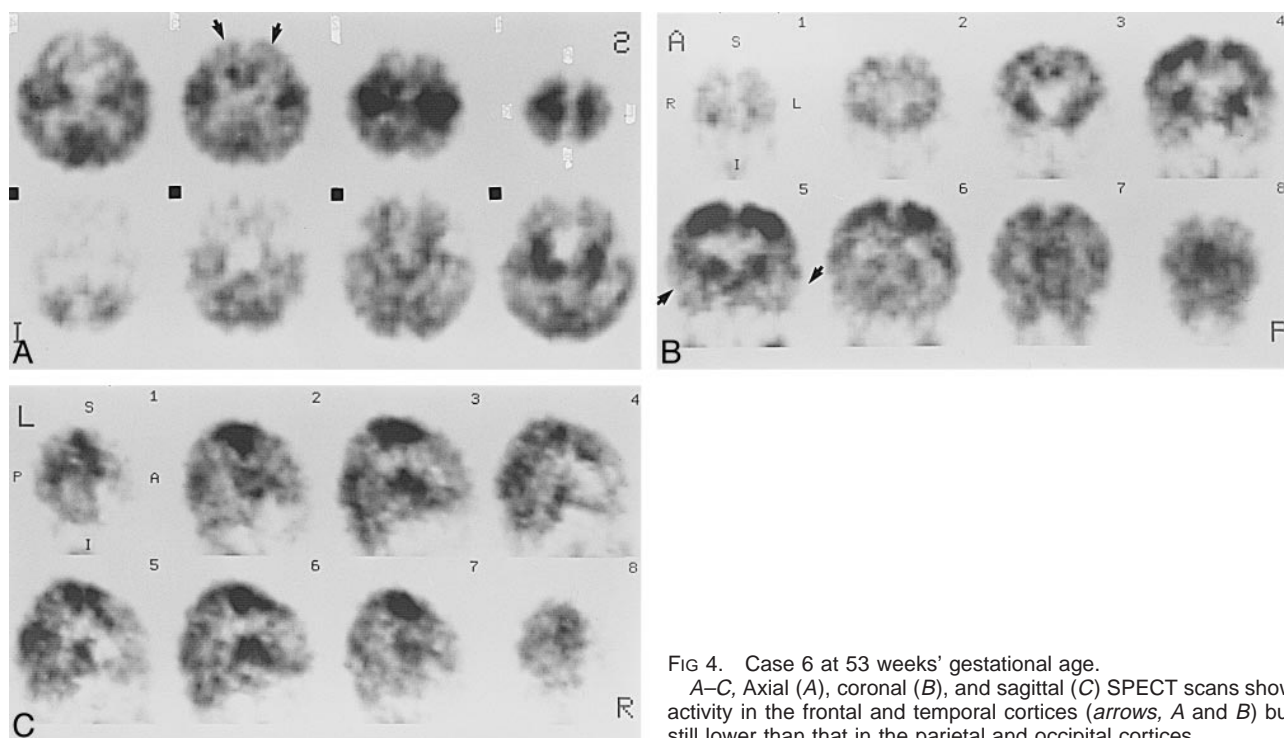 S
A
1
2
3
4
S
R
L
I
5
6
7
8
I
A
B
F
L
1
2
3
4
S
P
A
I
5
6
7
8
C
R
FIG 4. Case 6 at 53 weeks' gestational age.
A–C, Axial (A), coronal (B), and sagittal (C) SPECT scans show
activity in the frontal and temporal cortices (arrows, A and B) bu
still lower than that in the parietal and occipital cortices